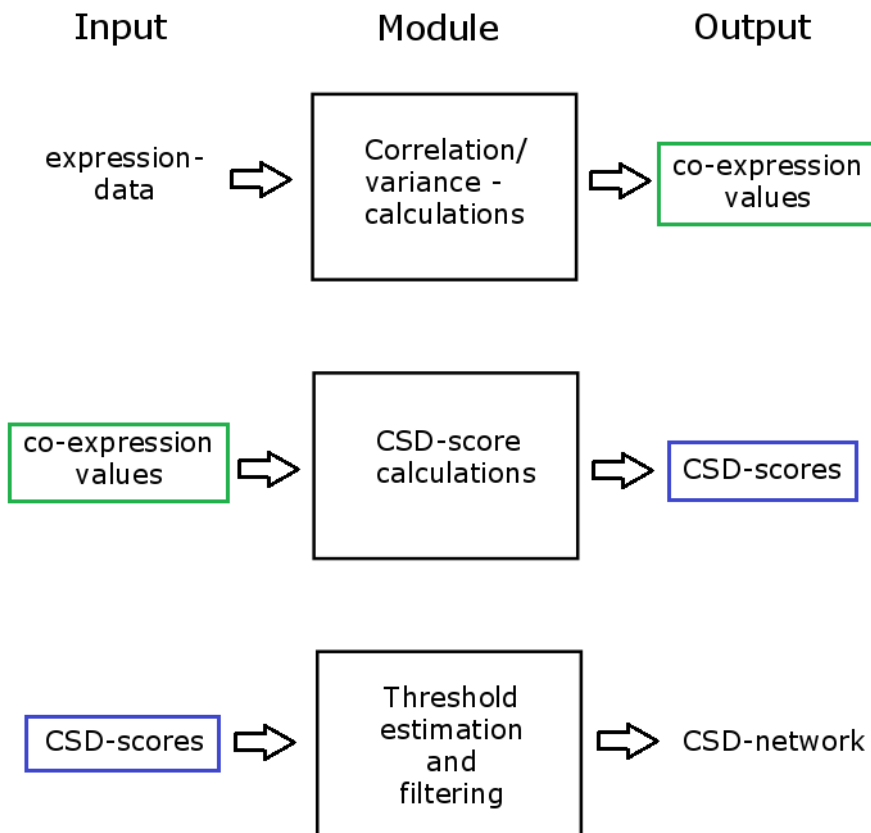 Input
Module
Output
expression-
data
Correlation/
variance -
calculations
co-expression
values
co-expression
values
CSD-score
calculations
CSD-scores
CSD-scores
Threshold
estimation
and
filtering
CSD-network